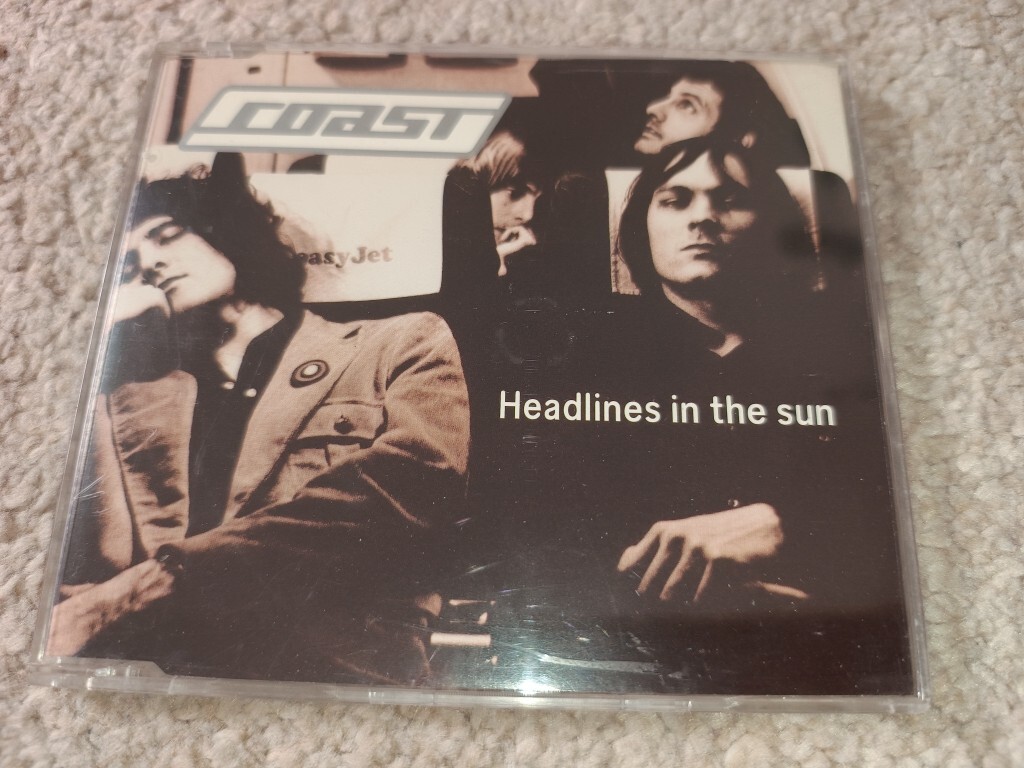 coast
easyJet
Headlines in the sun